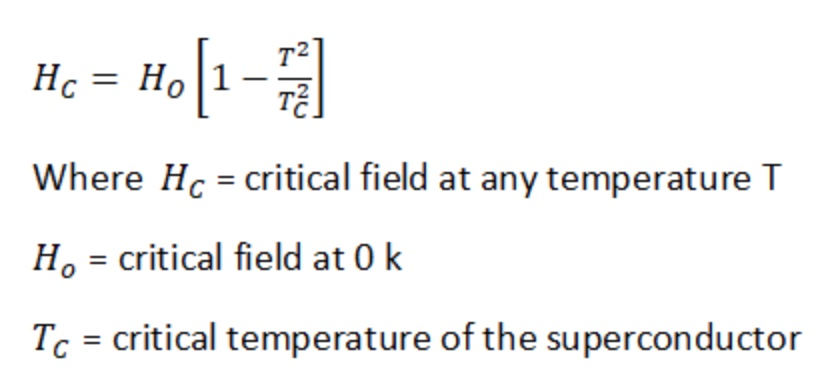 H_C = H_O [1 − T²/T_C²]
Where H_C = critical field at any temperature T
H_o = critical field at 0 k
T_C = critical temperature of the superconductor